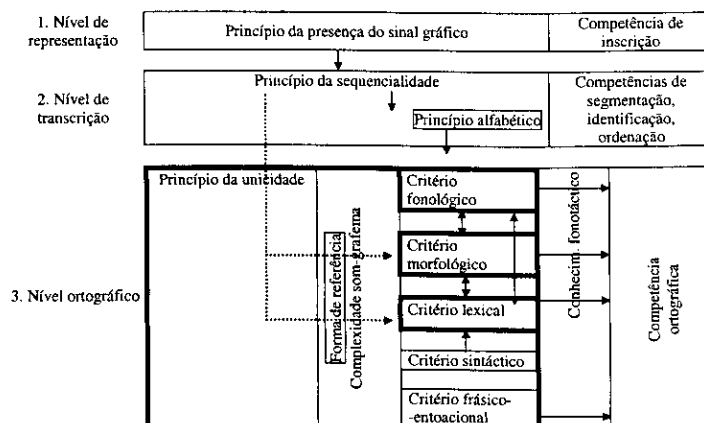 1. Nível de
representação
Princípio da presença do sinal gráfico
Competência de
inscrição
2. Nível de
transcrição
Princípio da sequencialidade
Princípio alfabético
Competências de
segmentação,
identificação,
ordenação
3. Nível ortográfico
Princípio da unicidade
Forma de referência
Complexidade som-grafema
Critério
fonológico
Critério
morfológico
Critério lexical
Critério sintáctico
Critério frásico-
-entoacional
Conhecim. fonotáctico
Competência
ortográfica